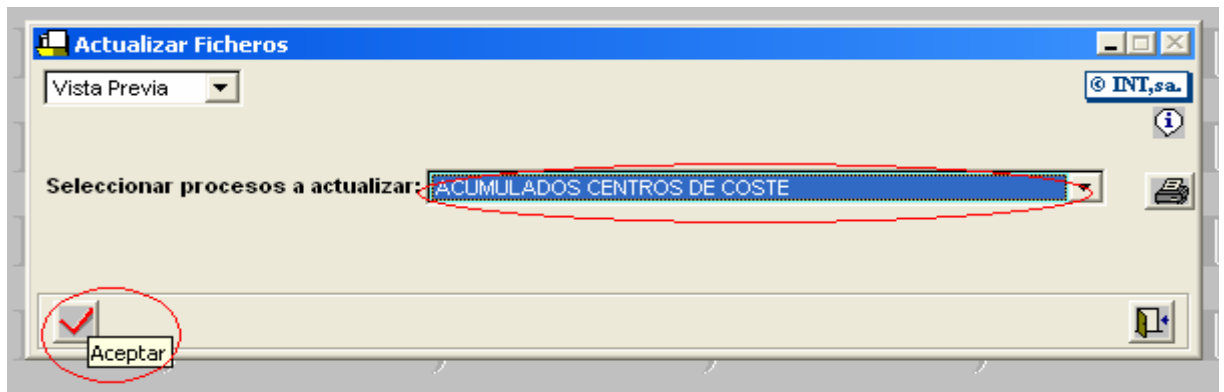 Actualizar Ficheros
Vista Previa
© INT,sa.
Seleccionar procesos a actualizar: ACUMULADOS CENTROS DE COSTE
Aceptar